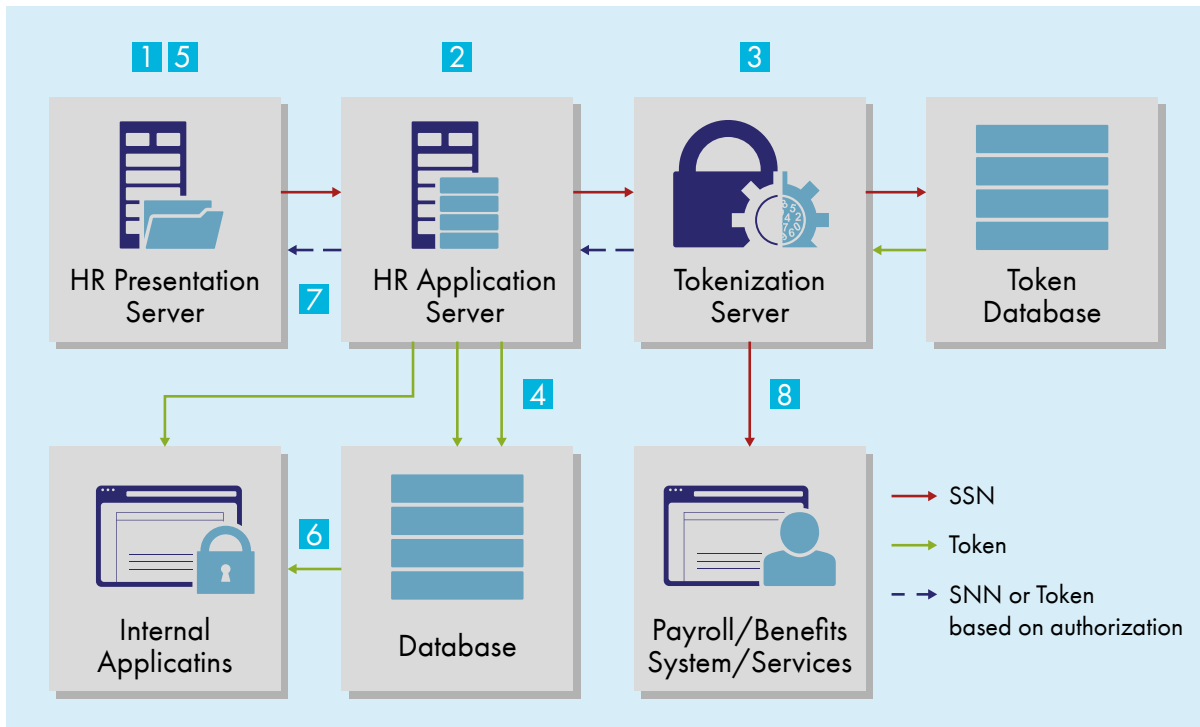 1 5
2
3
HR Presentation
Server
HR Application
Server
Tokenization
Server
Token
Database
7
4
8
6
Internal
Applicatins
Database
Payroll/Benefits
System/Services
SSN
Token
SNN or Token
based on authorization